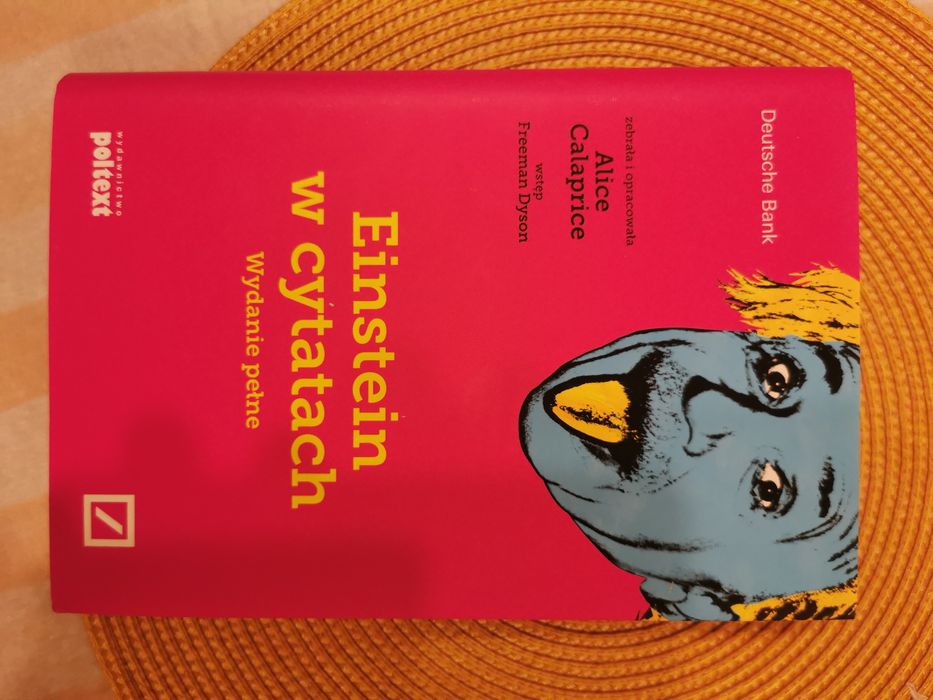 Deutsche Bank
zebrała i opracowała
Alice
Calaprice
wstęp
Freeman Dyson
Einstein
w cytatach
Wydanie pełne
wydawnictwo
poltext